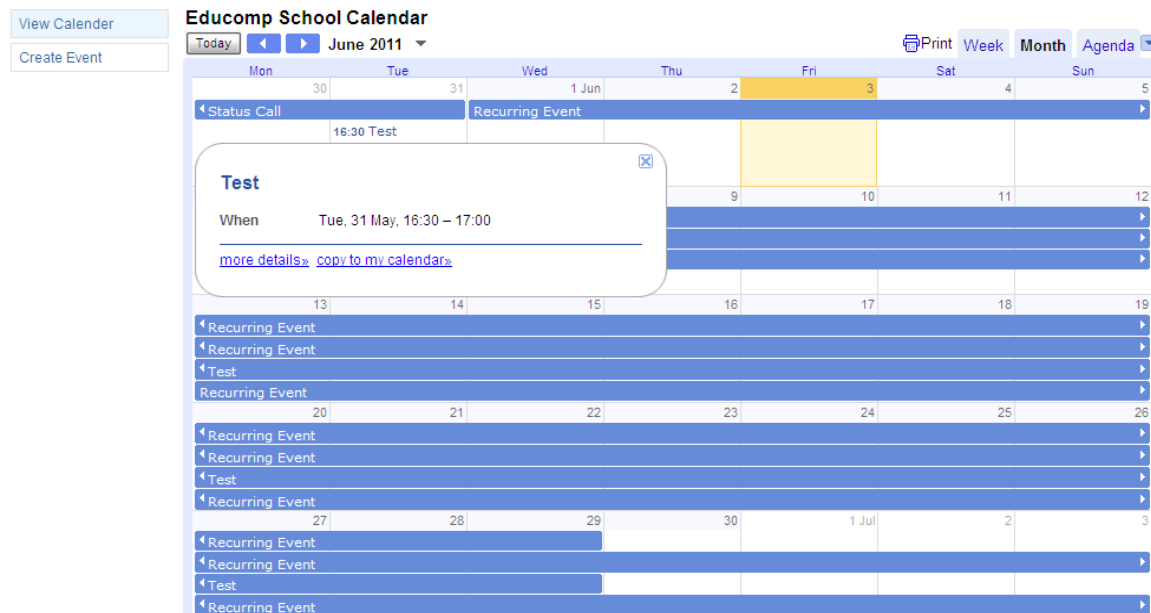 View Calender
Create Event
Educomp School Calendar
Today June 2011 Print Week Month Agenda
Mon Tue Wed Thu Fri Sat Sun
30 31 1 Jun 2 3 4 5
Status Call Recurring Event
16:30 Test
Test
When Tue, 31 May, 16:30 – 17:00
more details» copy to my calendar»
9 10 11 12
13 14 15 16 17 18 19
Recurring Event
Recurring Event
Test
Recurring Event
20 21 22 23 24 25 26
Recurring Event
Recurring Event
Test
Recurring Event
27 28 29 30 1 Jul 2 3
Recurring Event
Recurring Event
Test
Recurring Event